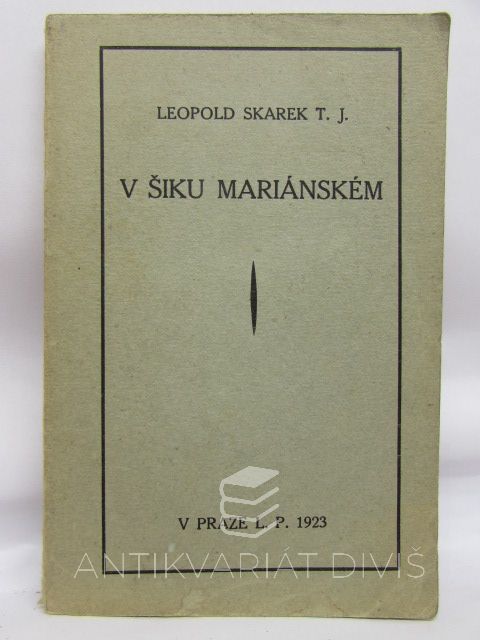 LEOPOLD SKAREK T. J.
V ŠIKU MARIÁNSKÉM
V PRAZE L. P. 1923
ANTIKVARIÁT DIVIŠ